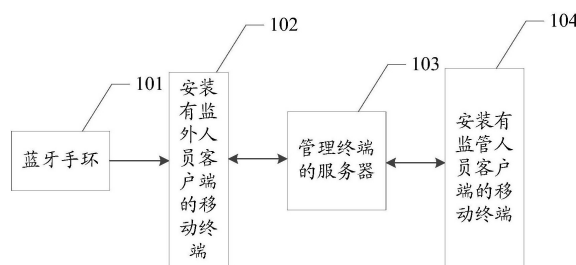 101
蓝牙手环
102
安装
有监
外人
员客
户端
的移
动终
端
103
管理终端
的服务器
104
安装有
监管人
员客户
端的移
动终端